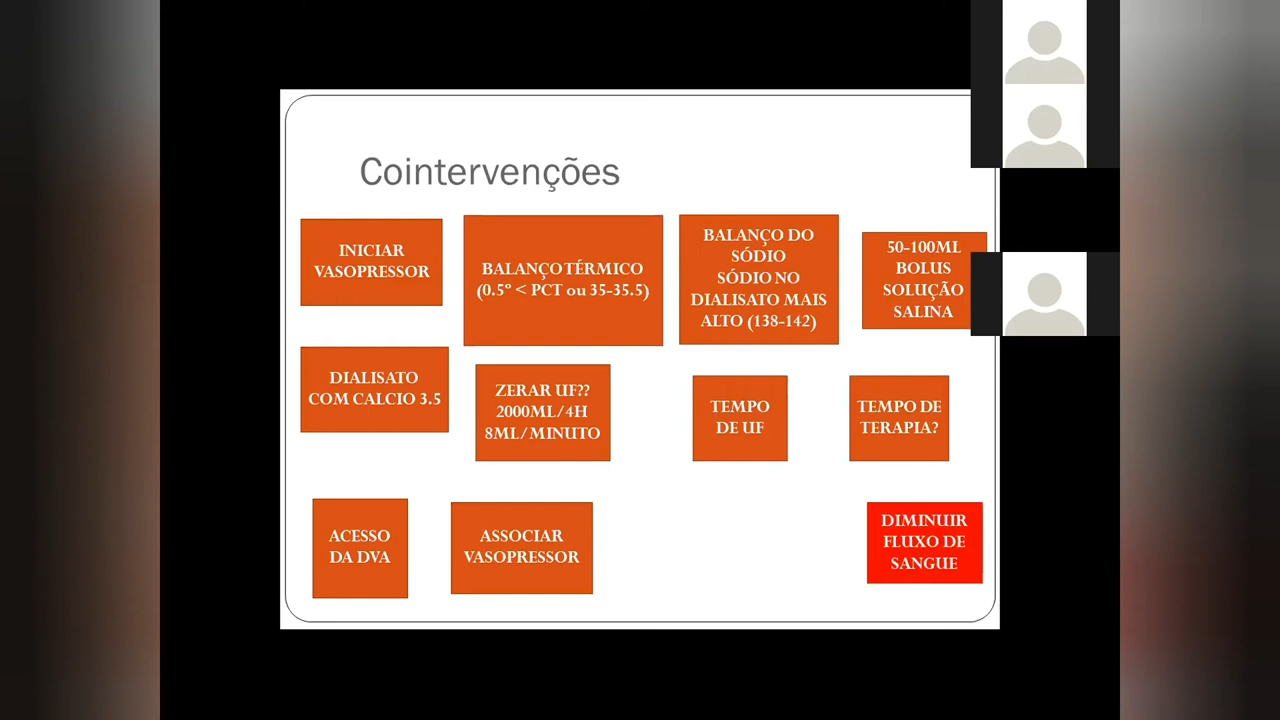 Cointervenções
INICIAR
VASOPRESSOR
BALANÇO TÉRMICO
(0.5º < PCT ou 35-35.5)
BALANÇO DO
SÓDIO
SÓDIO NO
DIALISATO MAIS
ALTO (138-142)
50-100ML
BOLUS
SOLUÇÃO
SALINA
DIALISATO
COM CALCIO 3.5
ZERAR UF??
2000ML/4H
8ML/MINUTO
TEMPO
DE UF
TEMPO DE
TERAPIA?
ACESSO
DA DVA
ASSOCIAR
VASOPRESSOR
DIMINUIR
FLUXO DE
SANGUE